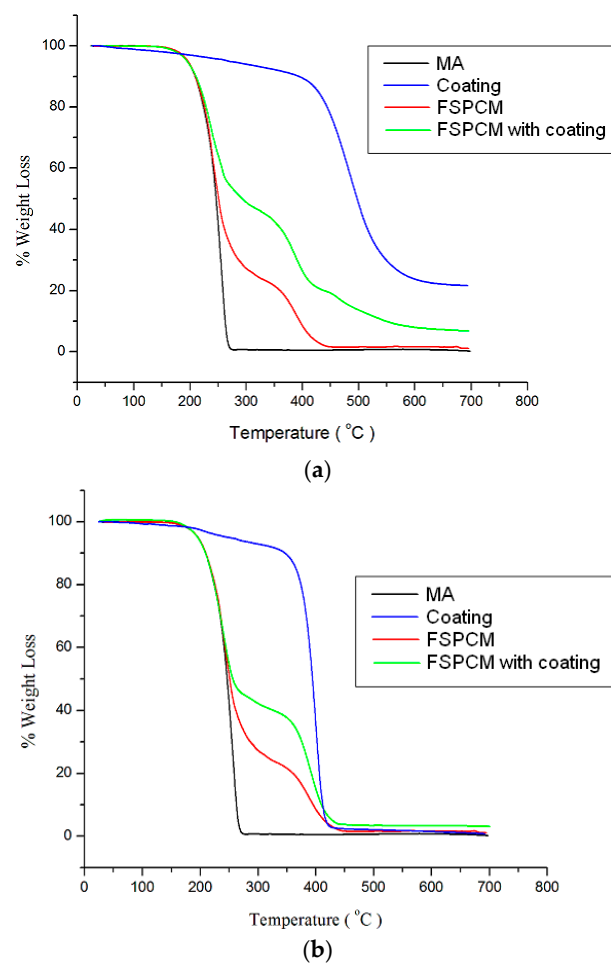 100
80
60
40
20
0
% Weight Loss
MA
Coating
FSPCM
FSPCM with coating
0 100 200 300 400 500 600 700 800
Temperature ( °C )
(a)
100
80
60
40
20
0
% Weight Loss
MA
Coating
FSPCM
FSPCM with coating
0 100 200 300 400 500 600 700 800
Temperature ( °C )
(b)